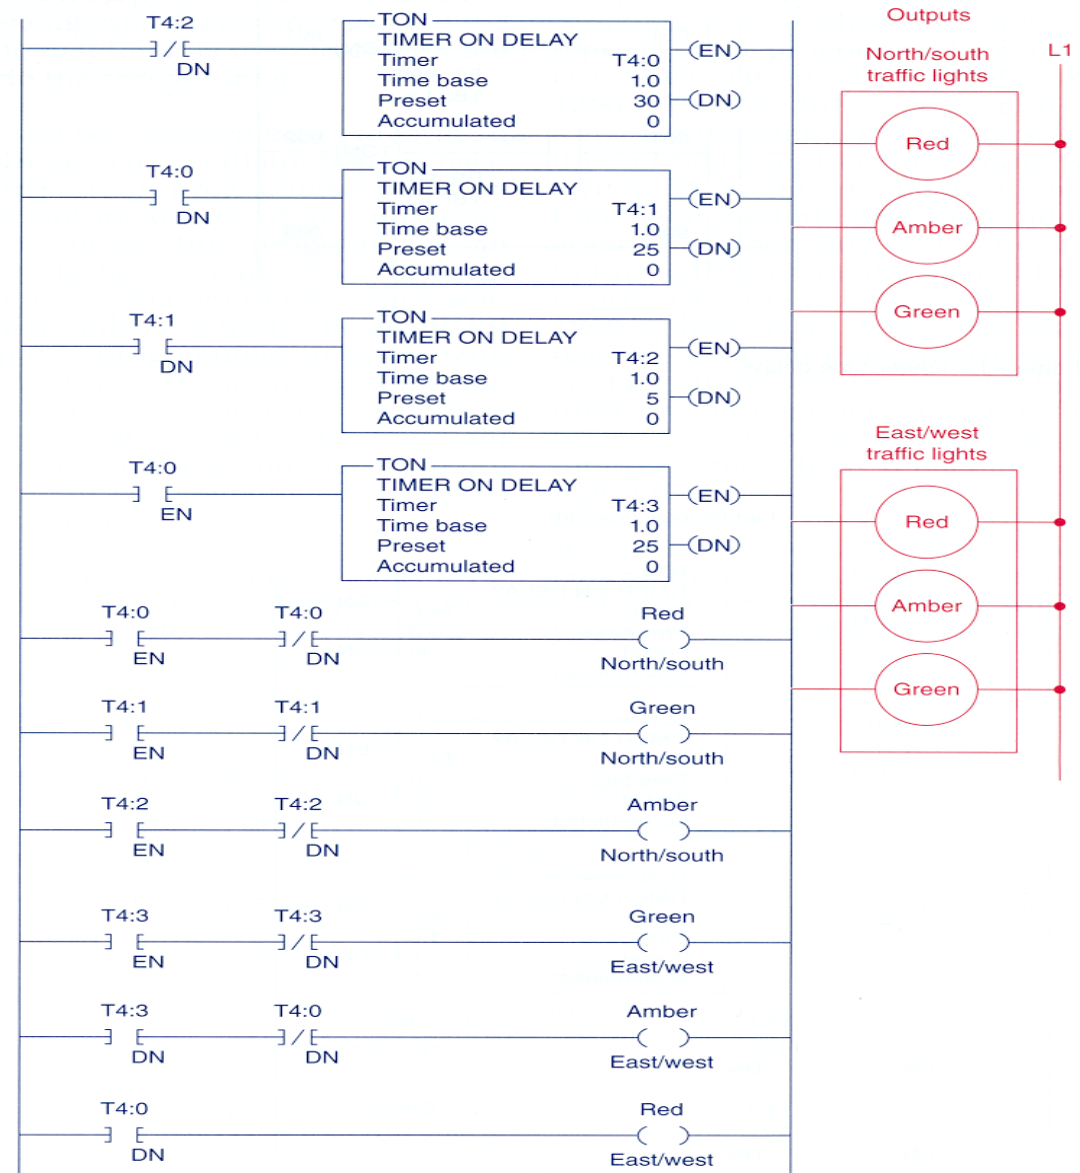 T4:2
DN
TON
TIMER ON DELAY
Timer T4:0
Time base 1.0
Preset 30
Accumulated 0
(EN)
(DN)
T4:0
DN
TON
TIMER ON DELAY
Timer T4:1
Time base 1.0
Preset 25
Accumulated 0
(EN)
(DN)
T4:1
DN
TON
TIMER ON DELAY
Timer T4:2
Time base 1.0
Preset 5
Accumulated 0
(EN)
(DN)
T4:0
EN
TON
TIMER ON DELAY
Timer T4:3
Time base 1.0
Preset 25
Accumulated 0
(EN)
(DN)
T4:0 T4:0 Red
EN DN North/south
T4:1 T4:1 Green
EN DN North/south
T4:2 T4:2 Amber
EN DN North/south
T4:3 T4:3 Green
EN DN East/west
T4:3 T4:0 Amber
DN DN East/west
T4:0 Red
DN East/west
Outputs
L1
North/south
traffic lights
Red
Amber
Green
East/west
traffic lights
Red
Amber
Green